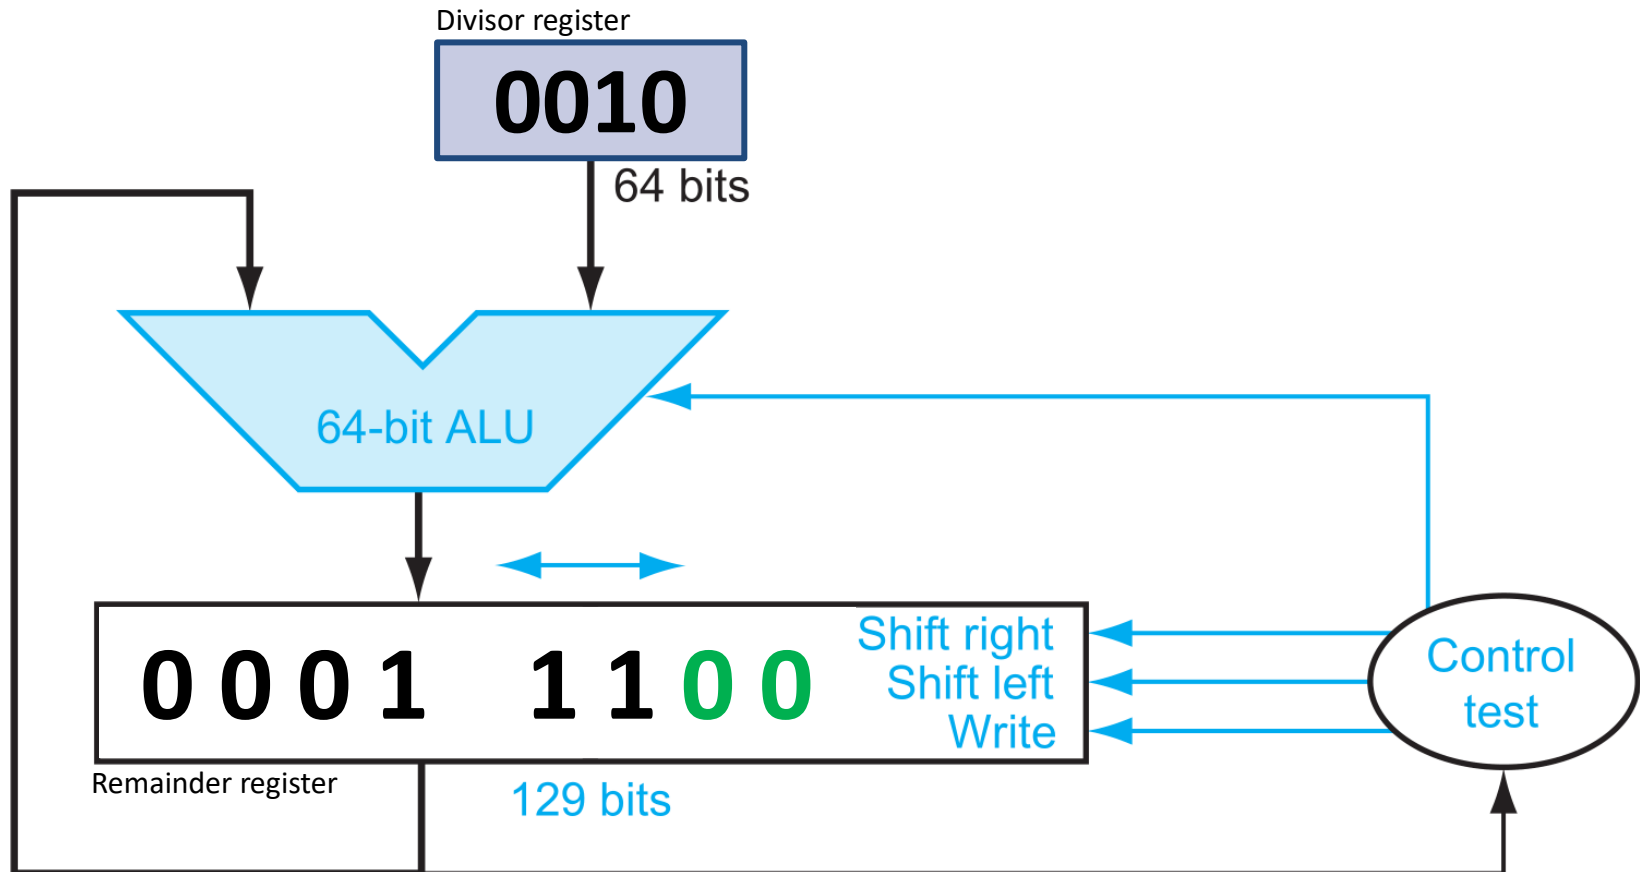 Divisor register
0010
64 bits
64-bit ALU
0 0 0 1 1 1 0 0
Shift right
Shift left
Write
Control
test
Remainder register
129 bits